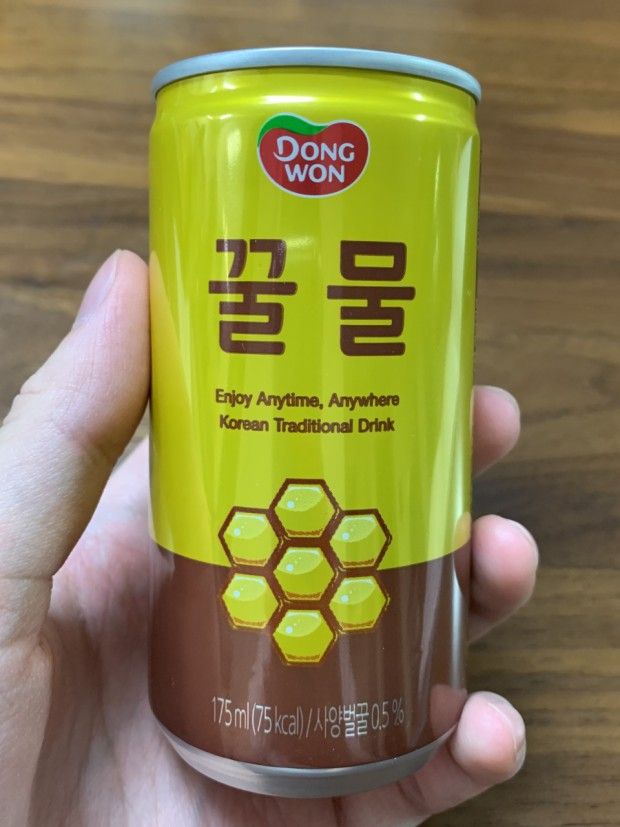 DONG
WON
꿀물
Enjoy Anytime, Anywhere
Korean Traditional Drink
175ml(75kcal)/사양벌꿀0.5%